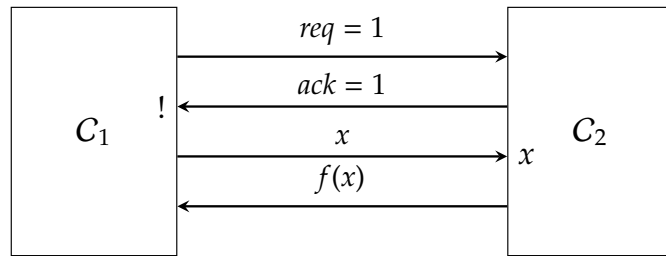 req = 1
ack = 1
!
C₁
C₂
x
x
f(x)